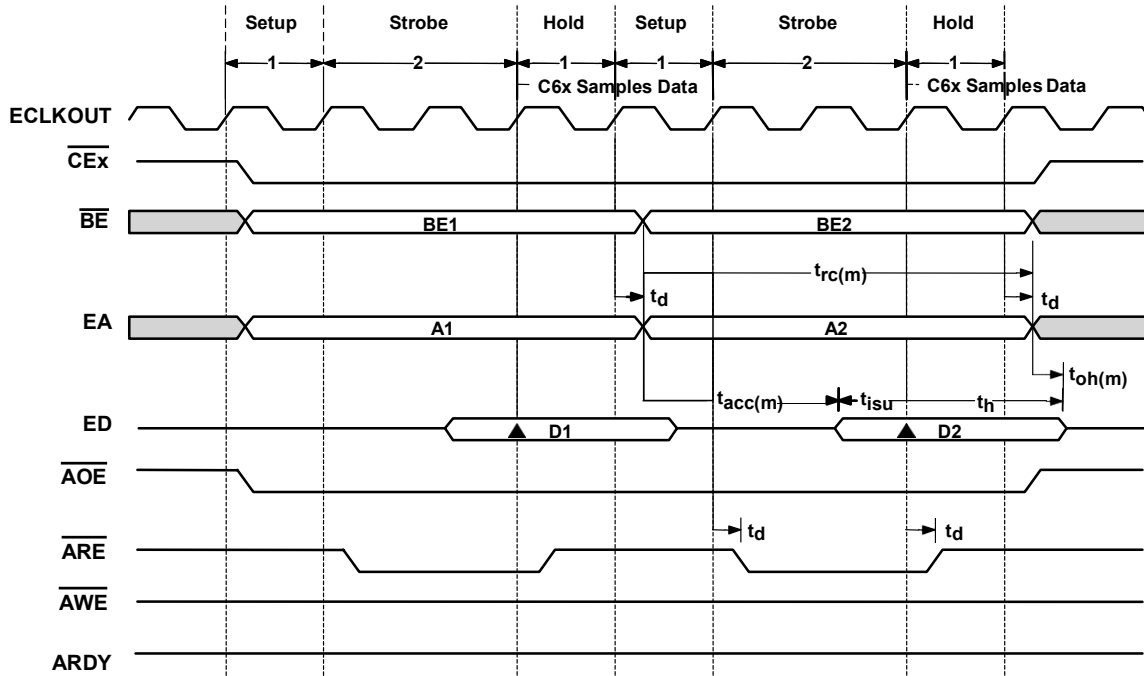 Setup Strobe Hold Setup Strobe Hold
1 2 1 1 2 1
C6x Samples Data C6x Samples Data
ECLKOUT
CEx
BE BE1 BE2
trc(m)
td td
EA A1 A2
toh(m)
tacc(m) tisu th
ED D1 D2
AOE
td td
ARE
AWE
ARDY